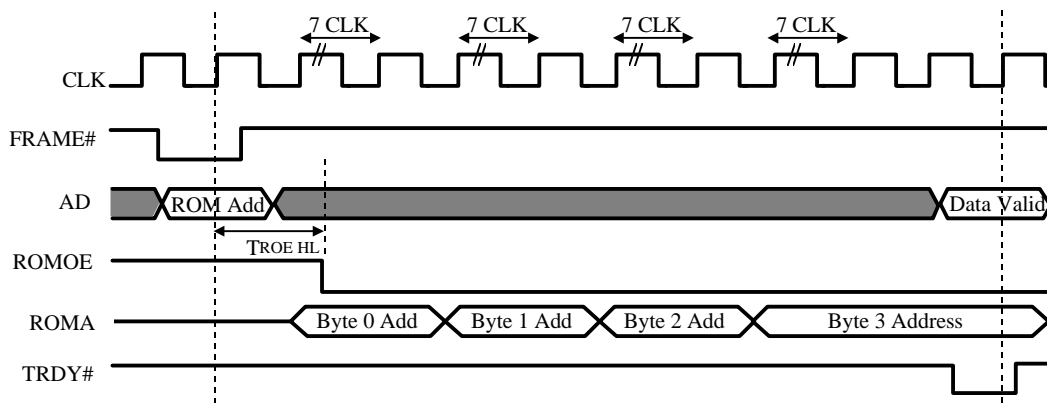 7 CLK 7 CLK 7 CLK 7 CLK
CLK
FRAME#
AD ROM Add Data Valid
TROE HL
ROMOE
ROMA Byte 0 Add Byte 1 Add Byte 2 Add Byte 3 Address
TRDY#